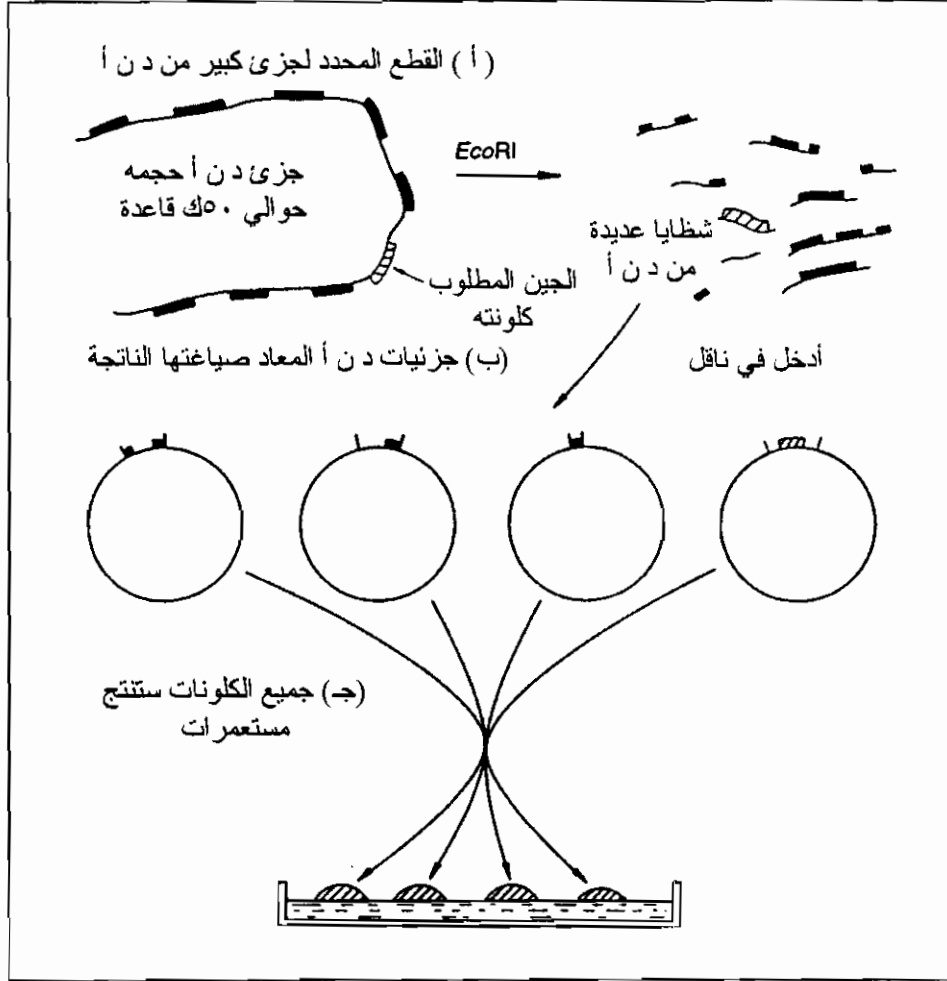 (أ) القطع المحدد لجزئ كبير من د ن أ
جزئ د ن أ حجمه
حوالي ٥٠ك قاعدة
EcoRI
شظايا عديدة
من د ن أ
الجين المطلوب
كلونته
أدخل في ناقل
(ب) جزئيات د ن أ المعاد صياغتها الناتجة
(جـ) جميع الكلونات ستنتج
مستعمرات